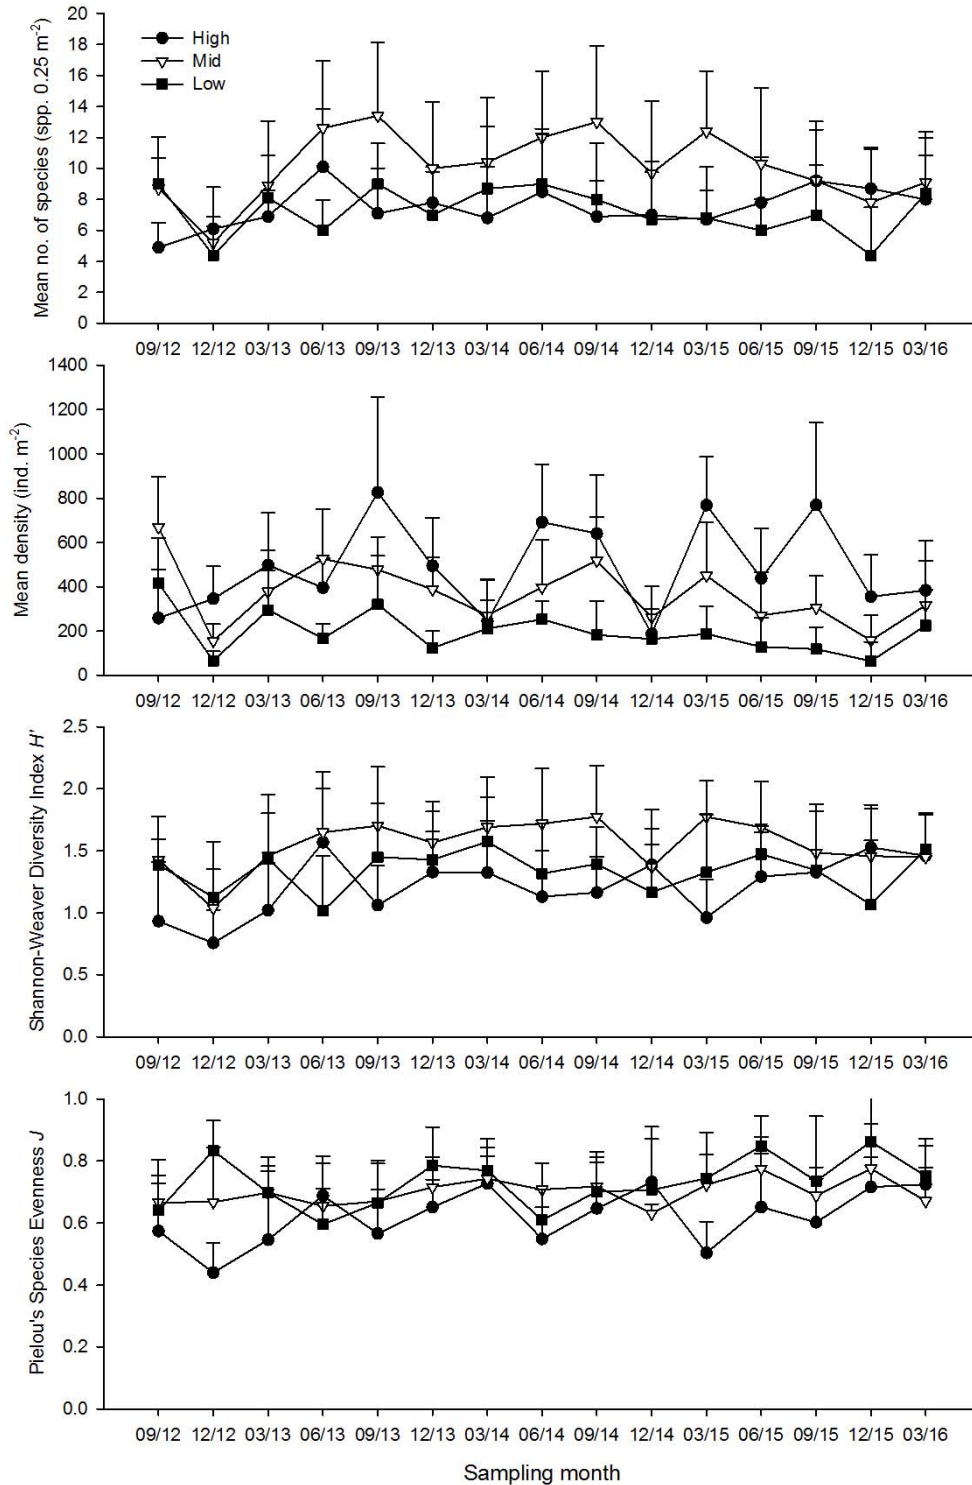 Mean no. of species (spp. 0.25 m⁻²)
20
18
16
14
12
10
8
6
4
2
0
High
Mid
Low
09/12 12/12 03/13 06/13 09/13 12/13 03/14 06/14 09/14 12/14 03/15 06/15 09/15 12/15 03/16
Mean density (ind. m⁻²)
1400
1200
1000
800
600
400
200
0
09/12 12/12 03/13 06/13 09/13 12/13 03/14 06/14 09/14 12/14 03/15 06/15 09/15 12/15 03/16
Shannon-Weaver Diversity Index H'
2.5
2.0
1.5
1.0
0.5
0.0
09/12 12/12 03/13 06/13 09/13 12/13 03/14 06/14 09/14 12/14 03/15 06/15 09/15 12/15 03/16
Pielou's Species Evenness J
1.0
0.8
0.6
0.4
0.2
0.0
09/12 12/12 03/13 06/13 09/13 12/13 03/14 06/14 09/14 12/14 03/15 06/15 09/15 12/15 03/16
Sampling month